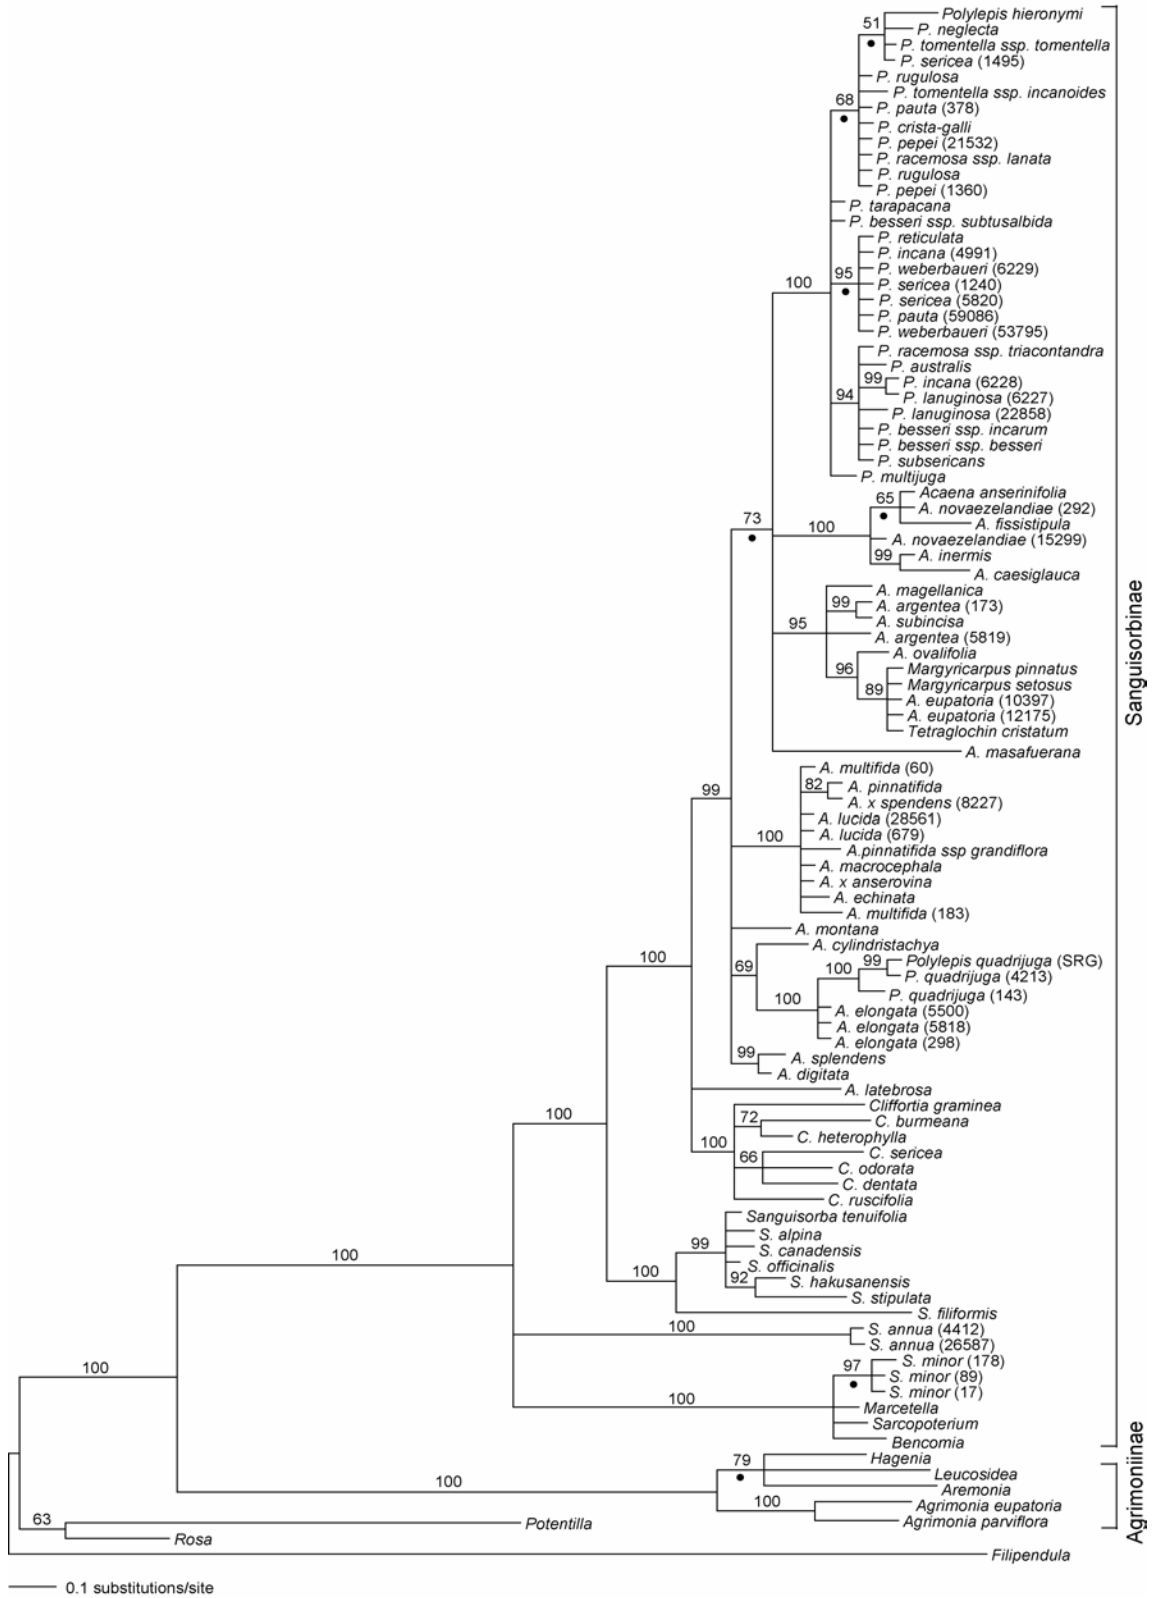 Polylepis hieronymi
51
P. neglecta
P. tomentella ssp. tomentella
P. sericea (1495)
P. rugulosa
P. tomentella ssp. incanoides
68
P. pauta (378)
P. crista-galli
P. pepei (21532)
P. racemosa ssp. lanata
P. rugulosa
P. pepei (1360)
P. tarapacana
P. besseri ssp. subtusalbida
P. reticulata
P. incana (4991)
95
P. weberbaueri (6229)
100
P. sericea (1240)
P. sericea (5820)
P. pauta (59086)
P. weberbaueri (53795)
P. racemosa ssp. triacontandra
P. australis
99
P. incana (6228)
94
P. lanuginosa (6227)
P. lanuginosa (22858)
P. besseri ssp. incarum
P. besseri ssp. besseri
P. subsericans
P. multijuga
65
Acaena anserinifolia
A. novaezelandiae (292)
73
100
A. fissistipula
A. novaezelandiae (15299)
99
A. inermis
A. caesiglauca
A. magellanica
99
A. argentea (173)
95
A. subincisa
A. argentea (5819)
A. ovalifolia
96
Margyricarpus pinnatus
89
Margyricarpus setosus
A. eupatoria (10397)
A. eupatoria (12175)
Tetraglochin cristatum
A. masafuerana
Sanguisorbinae
A. multifida (60)
82
A. pinnatifida
99
A. x spendens (8227)
A. lucida (28561)
100
A. lucida (679)
A.pinnatifida ssp grandiflora
A. macrocephala
A. x anserovina
A. echinata
A. multifida (183)
A. montana
A. cylindristachya
100
69
100
99
Polylepis quadrijuga (SRG)
P. quadrijuga (4213)
100
P. quadrijuga (143)
A. elongata (5500)
A. elongata (5818)
A. elongata (298)
99
A. splendens
A. digitata
A. latebrosa
100
Cliffortia graminea
72
C. burmeana
100
C. heterophylla
66
C. sericea
C. odorata
C. dentata
C. ruscifolia
Sanguisorba tenuifolia
S. alpina
100
99
S. canadensis
S. officinalis
100
92
S. hakusanensis
S. stipulata
S. filiformis
100
S. annua (4412)
S. annua (26587)
100
97
S. minor (178)
S. minor (89)
100
S. minor (17)
Marcetella
Sarcopoterium
Bencomia
79
Hagenia
100
Leucosidea
Aremonia
100
Agrimonia eupatoria
Agrimonia parviflora
Agrimoniinae
63
Potentilla
Rosa
Filipendula
0.1 substitutions/site